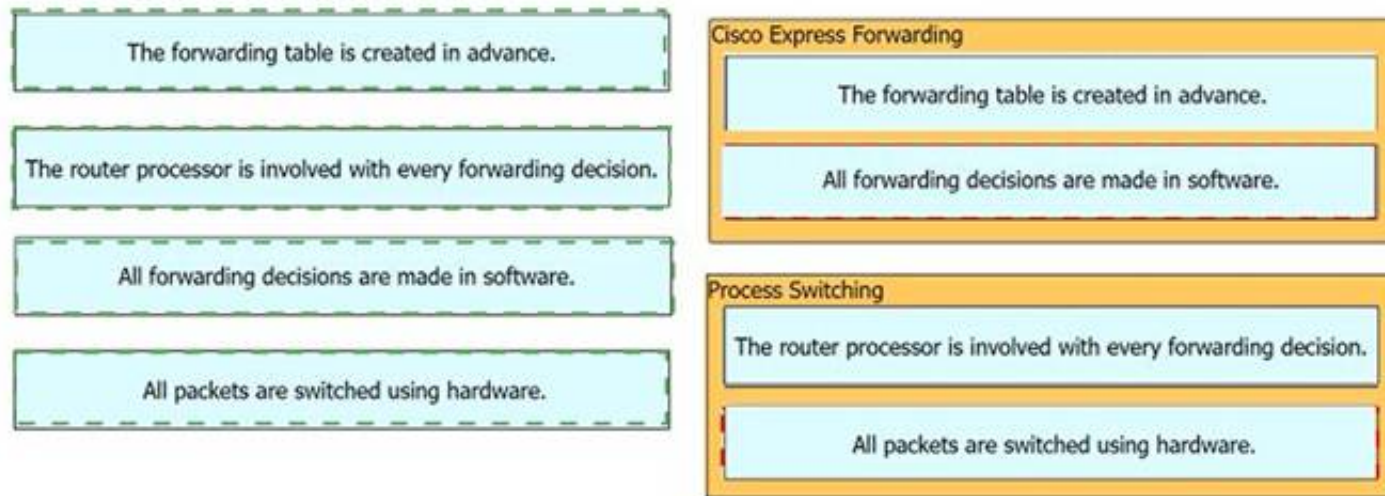 The forwarding table is created in advance.
The router processor is involved with every forwarding decision.
All forwarding decisions are made in software.
All packets are switched using hardware.
Cisco Express Forwarding
The forwarding table is created in advance.
All forwarding decisions are made in software.
Process Switching
The router processor is involved with every forwarding decision.
All packets are switched using hardware.